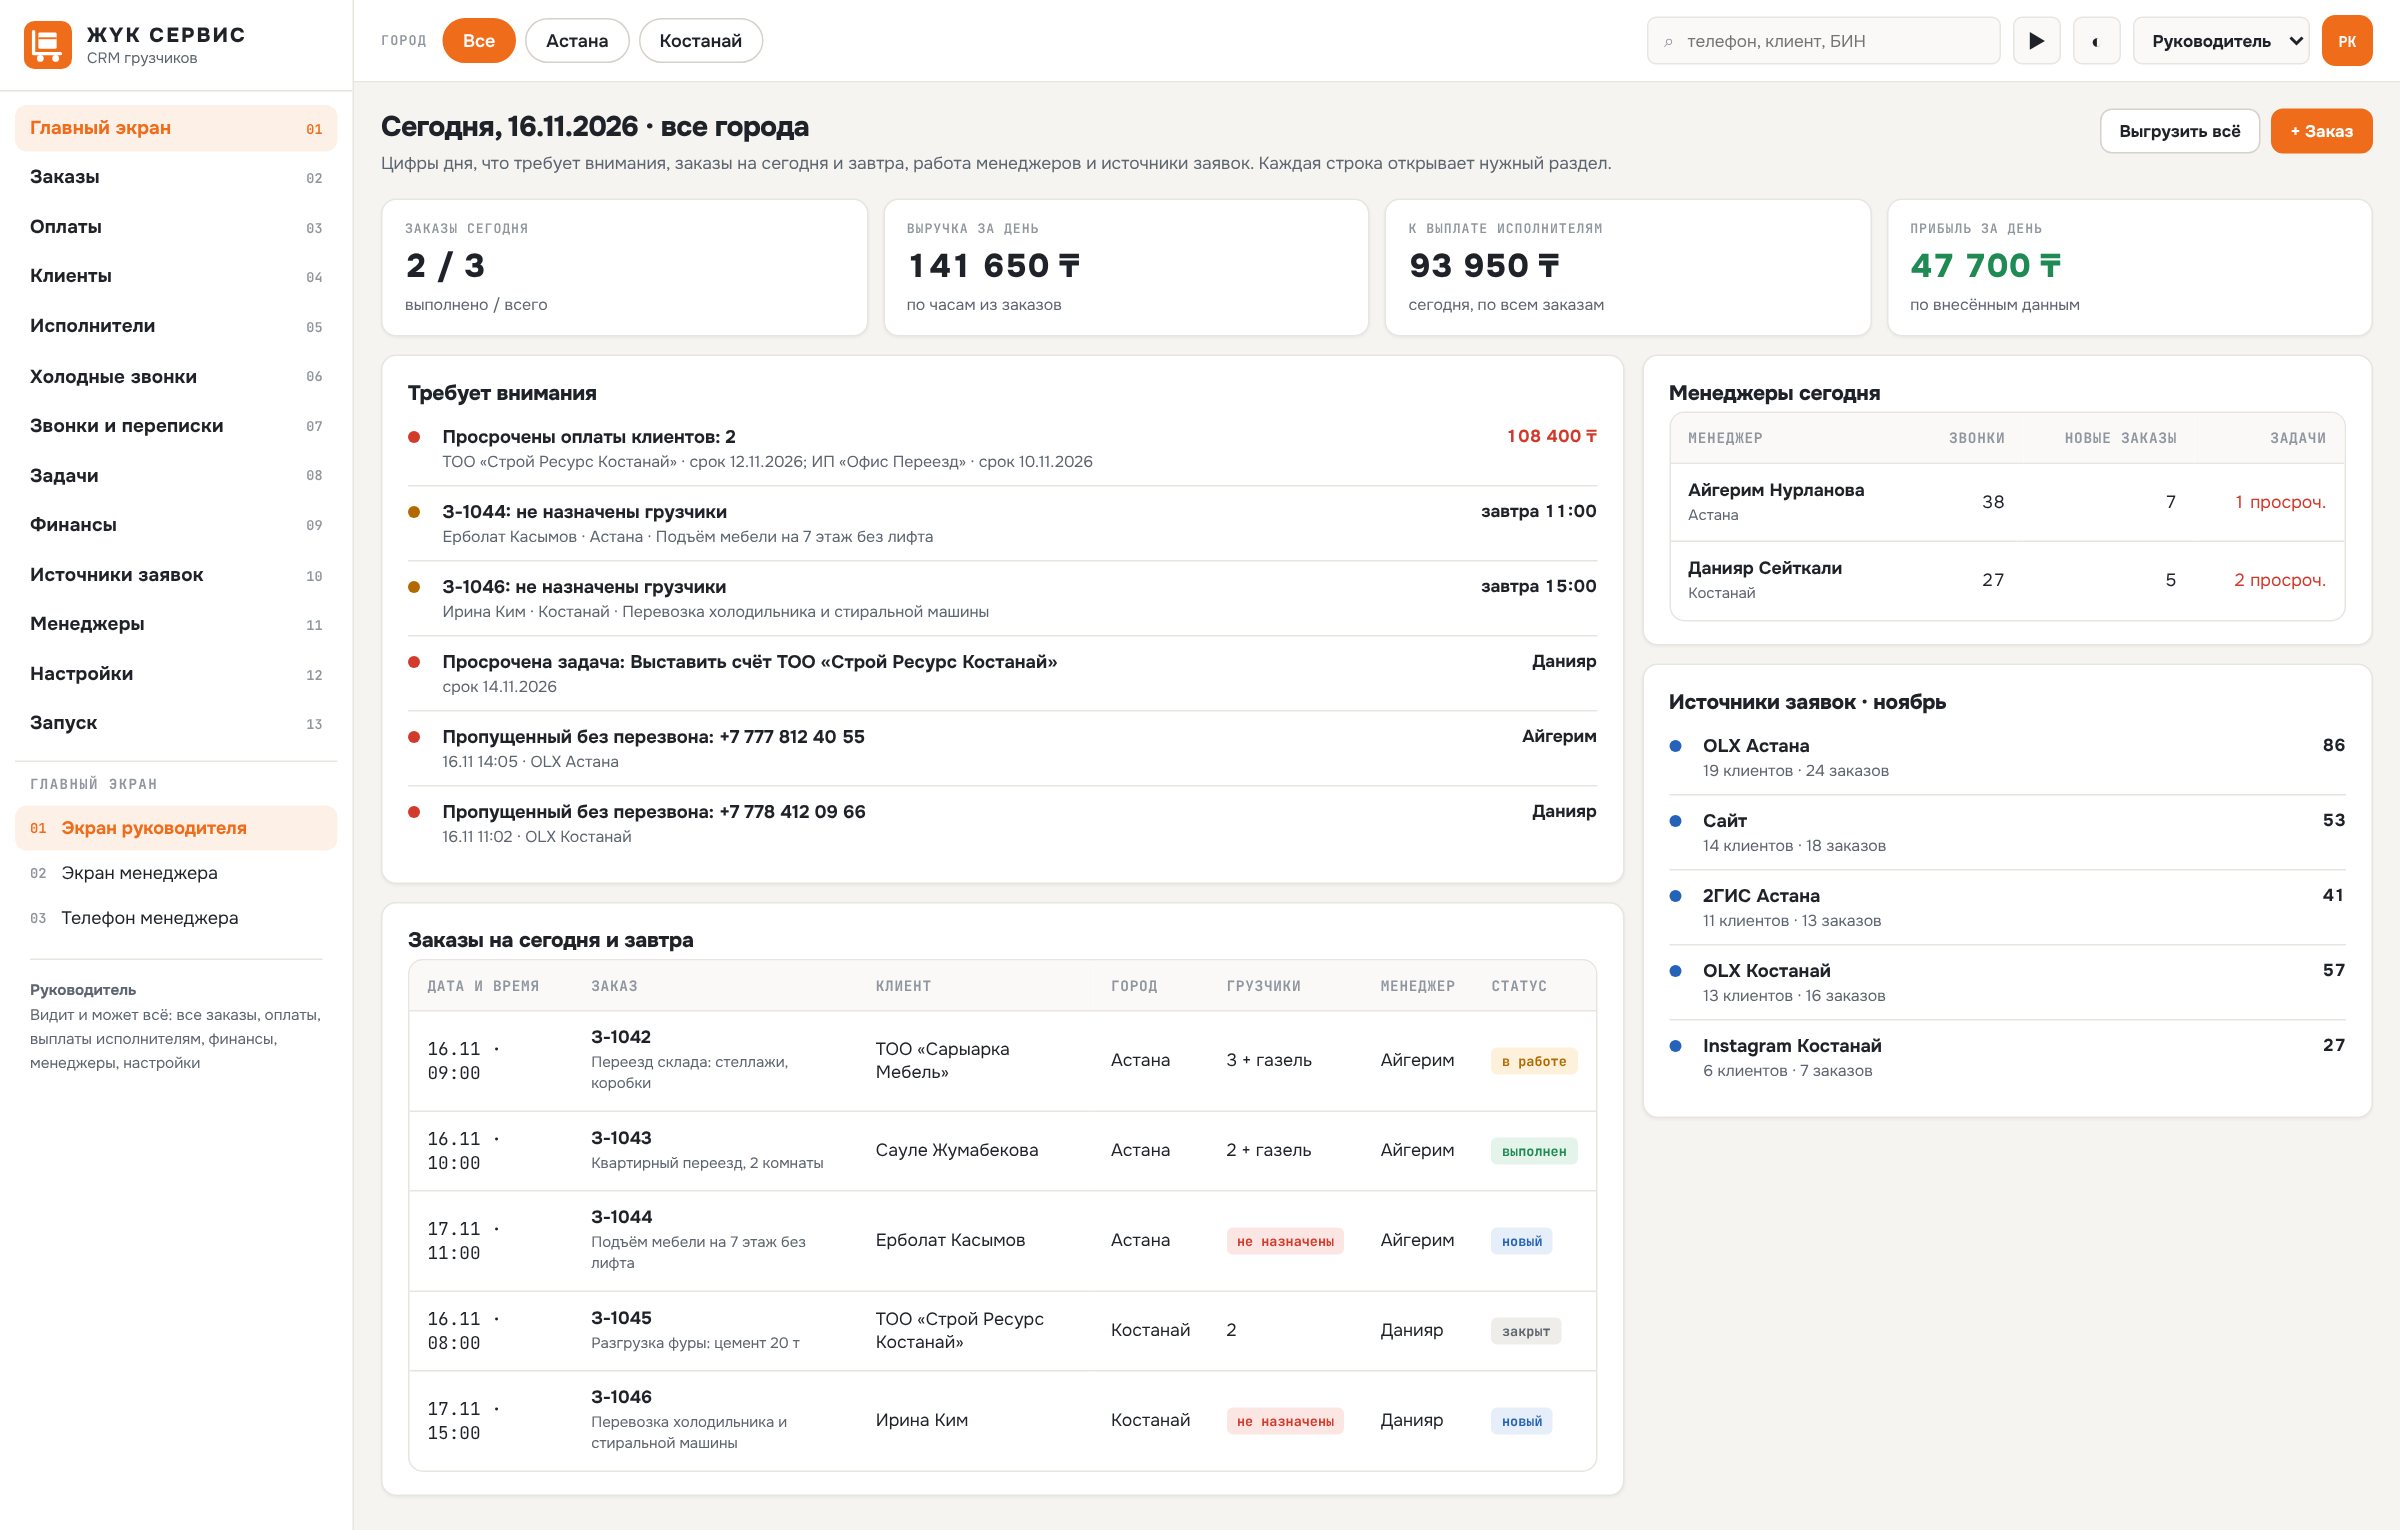 ЖУК СЕРВИС
CRM грузчиков
Главный экран 01
Заказы 02
Оплаты 03
Клиенты 04
Исполнители 05
Холодные звонки 06
Звонки и переписки 07
Задачи 08
Финансы 09
Источники заявок 10
Менеджеры 11
Настройки 12
Запуск 13
ГЛАВНЫЙ ЭКРАН
01 Экран руководителя
02 Экран менеджера
03 Телефон менеджера
Руководитель
Видит и может всё: все заказы, оплаты,
выплаты исполнителям, финансы,
менеджеры, настройки
ГОРОД Все Астана Костанай
телефон, клиент, БИН
Руководитель
РК
Сегодня, 16.11.2026 · все города
Цифры дня, что требует внимания, заказы на сегодня и завтра, работа менеджеров и источники заявок. Каждая строка открывает нужный раздел.
Выгрузить всё
+ Заказ
ЗАКАЗЫ СЕГОДНЯ
2 / 3
выполнено / всего
ВЫРУЧКА ЗА ДЕНЬ
141 650 ₸
по часам из заказов
К ВЫПЛАТЕ ИСПОЛНИТЕЛЯМ
93 950 ₸
сегодня, по всем заказам
ПРИБЫЛЬ ЗА ДЕНЬ
47 700 ₸
по внесённым данным
Требует внимания
Просрочены оплаты клиентов: 2 108 400 ₸
ТОО «Строй Ресурс Костанай» · срок 12.11.2026; ИП «Офис Переезд» · срок 10.11.2026
З-1044: не назначены грузчики завтра 11:00
Ерболат Касымов · Астана · Подъём мебели на 7 этаж без лифта
З-1046: не назначены грузчики завтра 15:00
Ирина Ким · Костанай · Перевозка холодильника и стиральной машины
Просрочена задача: Выставить счёт ТОО «Строй Ресурс Костанай» Данияр
срок 14.11.2026
Пропущенный без перезвона: +7 777 812 40 55 Айгерим
16.11 14:05 · OLX Астана
Пропущенный без перезвона: +7 778 412 09 66 Данияр
16.11 11:02 · OLX Костанай
Заказы на сегодня и завтра
ДАТА И ВРЕМЯ ЗАКАЗ КЛИЕНТ ГОРОД ГРУЗЧИКИ МЕНЕДЖЕР СТАТУС
16.11 ·
09:00
З-1042
Переезд склада: стеллажи,
коробки
ТОО «Сарыарка
Мебель»
Астана
3 + газель
Айгерим
в работе
16.11 ·
10:00
З-1043
Квартирный переезд, 2 комнаты
Сауле Жумабекова
Астана
2 + газель
Айгерим
выполнен
17.11 ·
11:00
З-1044
Подъём мебели на 7 этаж без
лифта
Ерболат Касымов
Астана
не назначены
Айгерим
новый
16.11 ·
08:00
З-1045
Разгрузка фуры: цемент 20 т
ТОО «Строй Ресурс
Костанай»
Костанай
2
Данияр
закрыт
17.11 ·
15:00
З-1046
Перевозка холодильника и
стиральной машины
Ирина Ким
Костанай
не назначены
Данияр
новый
Менеджеры сегодня
МЕНЕДЖЕР ЗВОНКИ НОВЫЕ ЗАКАЗЫ ЗАДАЧИ
Айгерим Нурланова
Астана
38 7 1 просроч.
Данияр Сейткали
Костанай
27 5 2 просроч.
Источники заявок · ноябрь
OLX Астана 86
19 клиентов · 24 заказов
Сайт 53
14 клиентов · 18 заказов
2ГИС Астана 41
11 клиентов · 13 заказов
OLX Костанай 57
13 клиентов · 16 заказов
Instagram Костанай 27
6 клиентов · 7 заказов